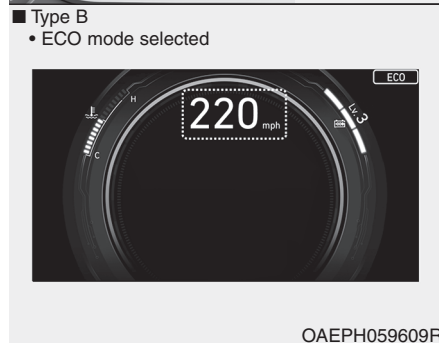 ■ Type B
• ECO mode selected
ECO
H
220 mph
Lv.3
C
OAEPH059609R